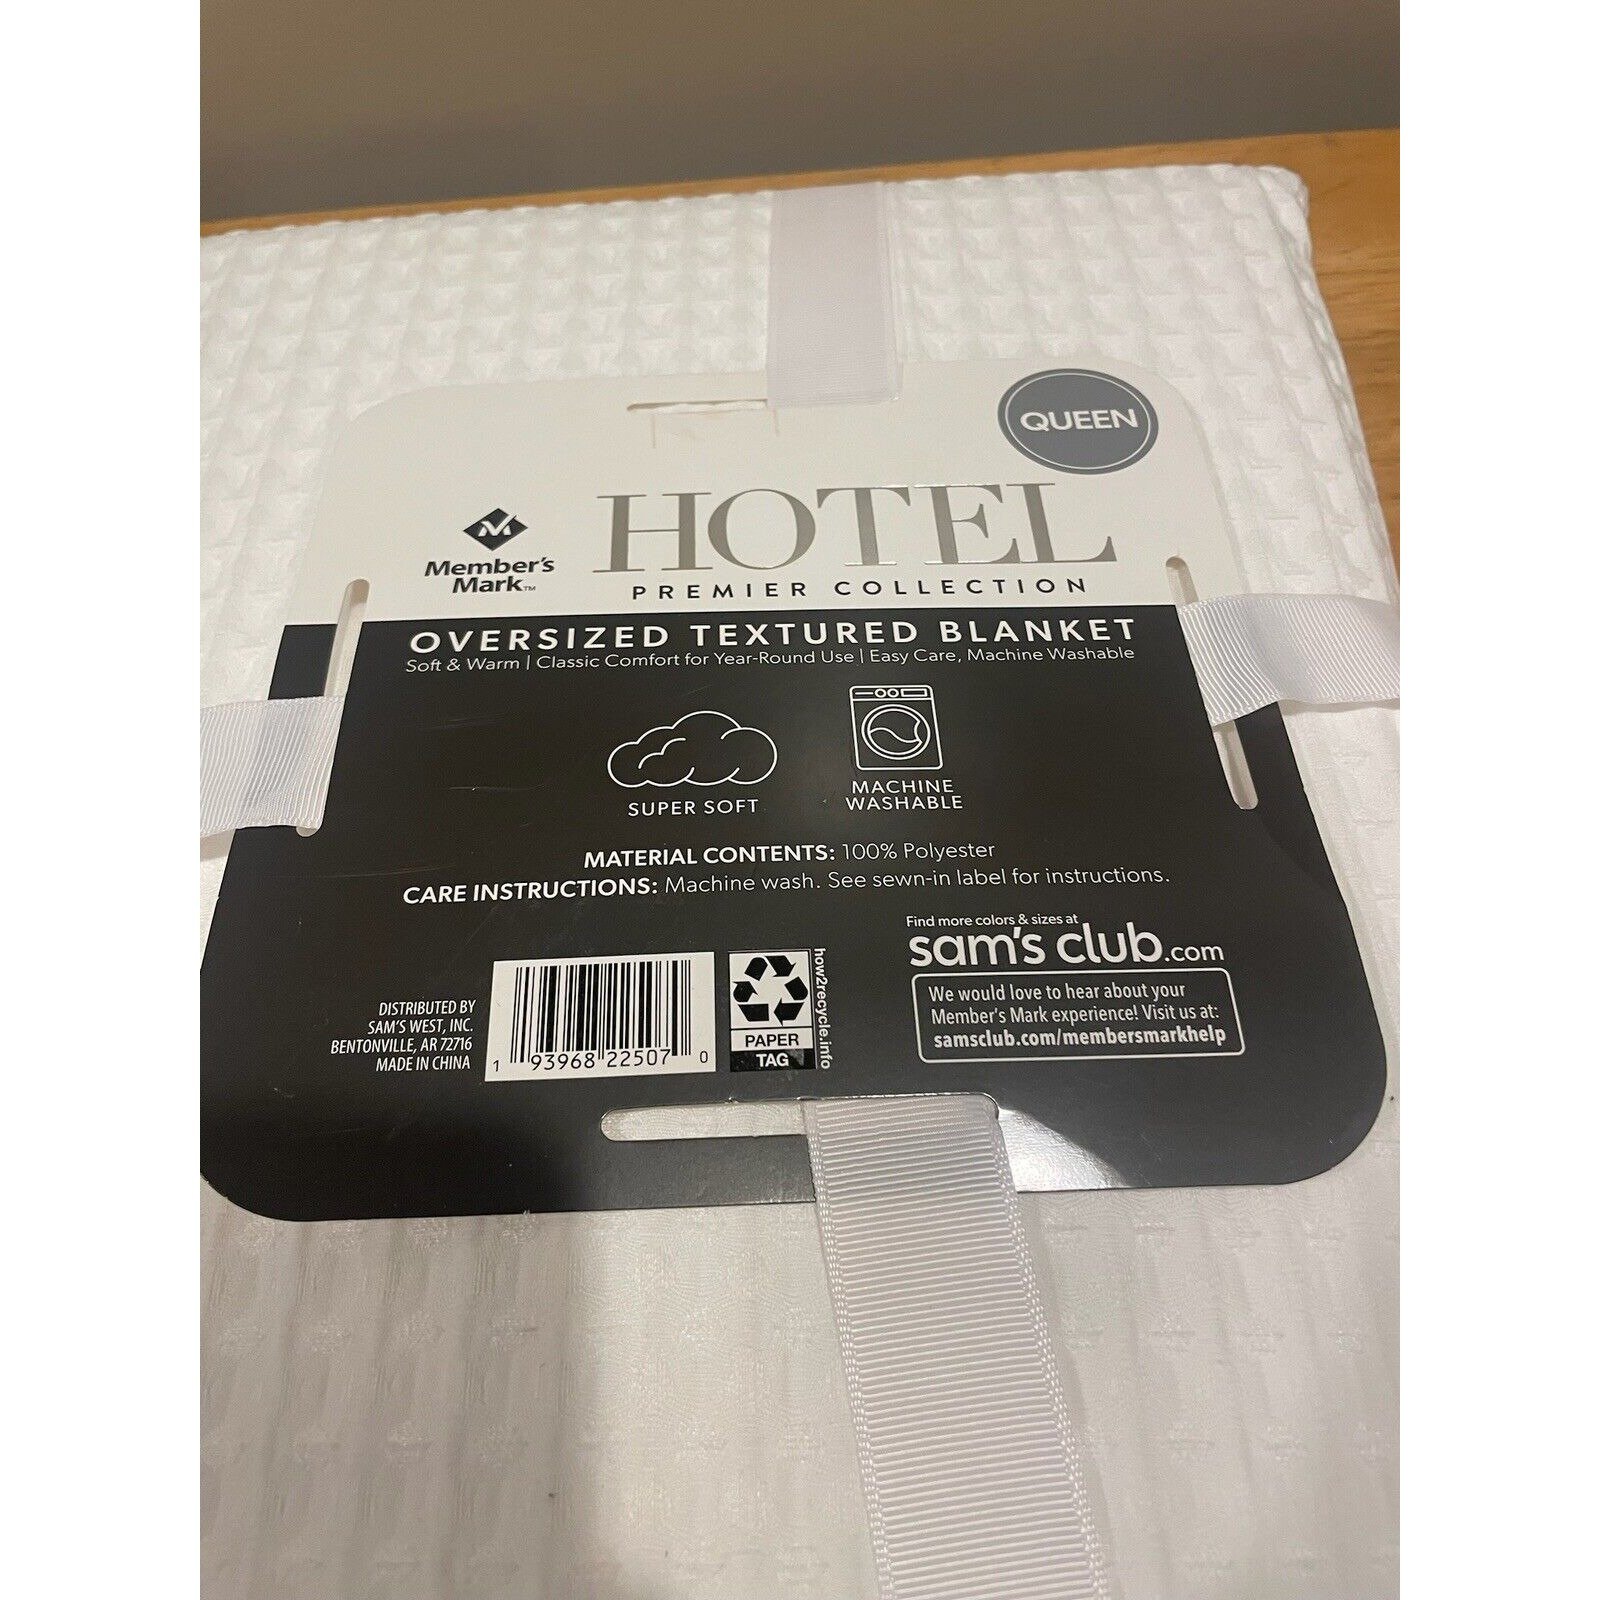 QUEEN
Member's
Mark™
HOTEL
PREMIER COLLECTION
OVERSIZED TEXTURED BLANKET
Soft & Warm | Classic Comfort for Year-Round Use | Easy Care, Machine Washable
SUPER SOFT
MACHINE
WASHABLE
MATERIAL CONTENTS: 100% Polyester
CARE INSTRUCTIONS: Machine wash. See sewn-in label for instructions.
DISTRIBUTED BY
SAM'S WEST, INC.
BENTONVILLE, AR 72716
MADE IN CHINA
1 93968 22507 0
PAPER
TAG
how2recycle.info
Find more colors & sizes at
sam's club.com
We would love to hear about your
Member's Mark experience! Visit us at:
samsclub.com/membersmarkhelp